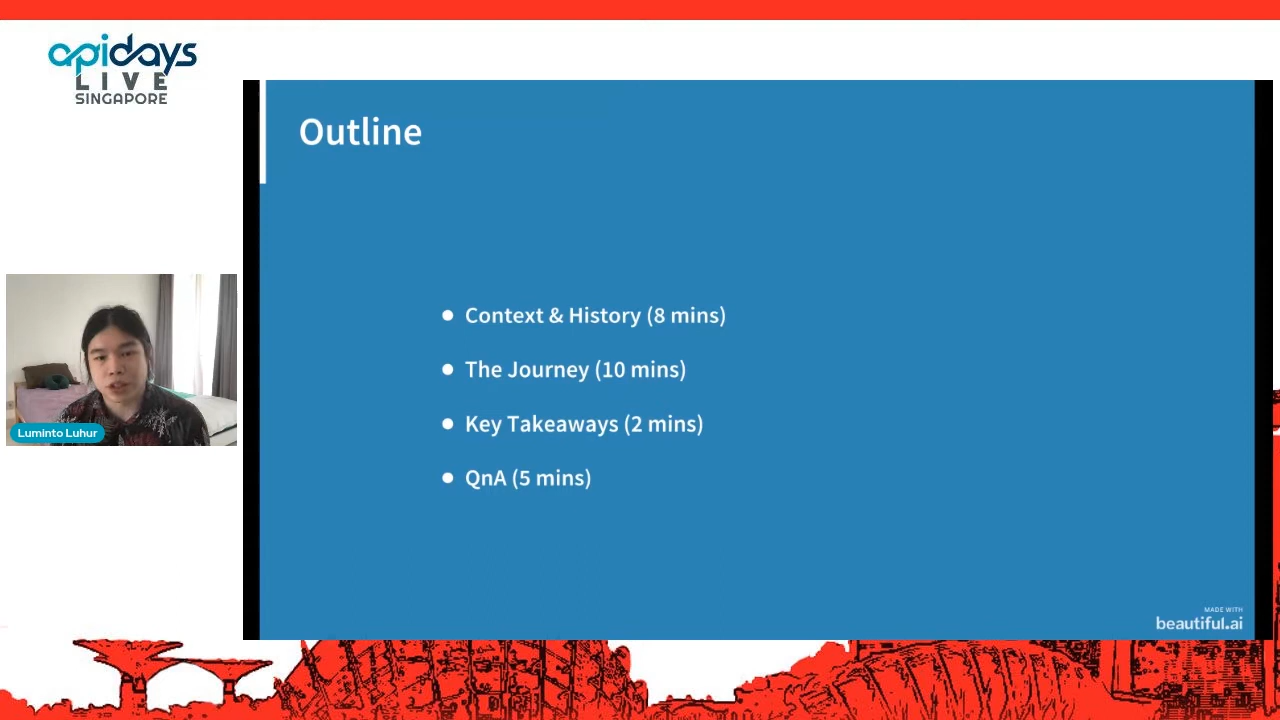 apidays
LIVE
SINGAPORE
Outline
• Context & History (8 mins)
• The Journey (10 mins)
• Key Takeaways (2 mins)
• QnA (5 mins)
Luminto Luhur
MADE WITH
beautiful.ai